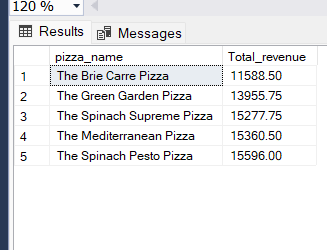 120 %
Results Messages
pizza_name Total_revenue
1 The Brie Carre Pizza 11588.50
2 The Green Garden Pizza 13955.75
3 The Spinach Supreme Pizza 15277.75
4 The Mediterranean Pizza 15360.50
5 The Spinach Pesto Pizza 15596.00